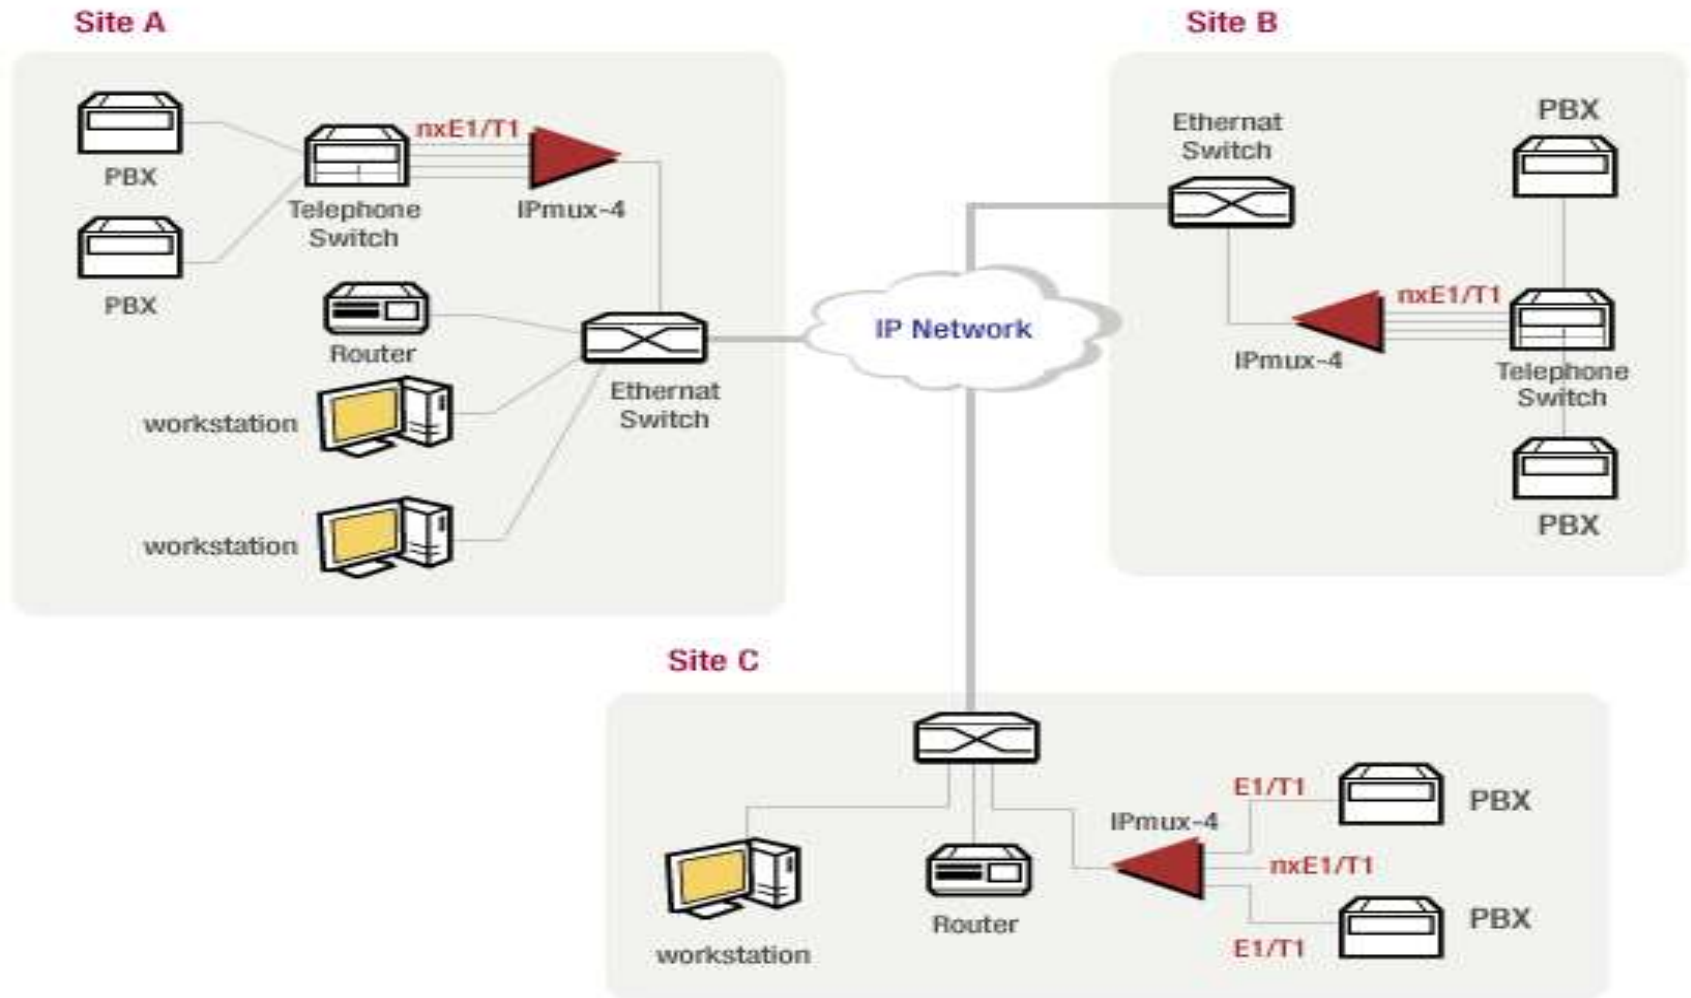 Site A
PBX
PBX
nxE1/T1
Telephone
Switch
IPmux-4
Router
workstation
workstation
Ethernat
Switch
IP Network
Site B
Ethernat
Switch
PBX
nxE1/T1
IPmux-4
Telephone
Switch
PBX
Site C
workstation
Router
IPmux-4
E1/T1
PBX
nxE1/T1
E1/T1
PBX